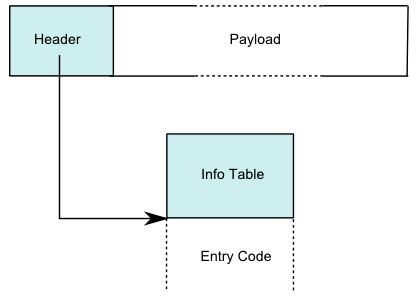 Header
Payload
Info Table
Entry Code